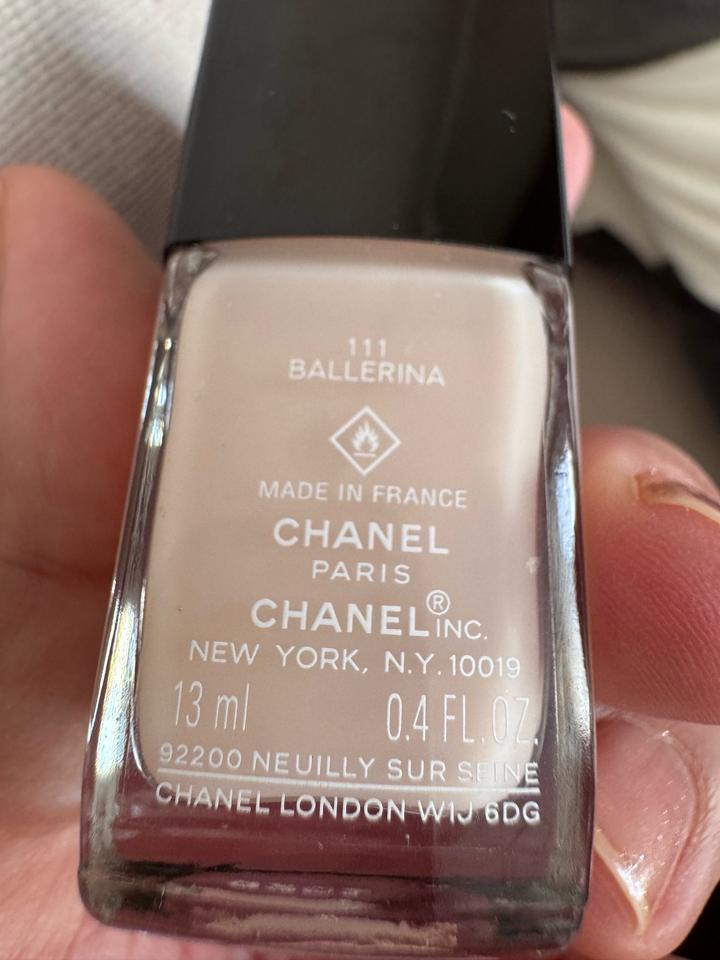 111
BALLERINA
MADE IN FRANCE
CHANEL
PARIS
CHANEL® INC.
NEW YORK, N.Y. 10019
13 ml 0.4 FL.OZ.
92200 NEUILLY SUR SEINE
CHANEL LONDON W1J 6DG